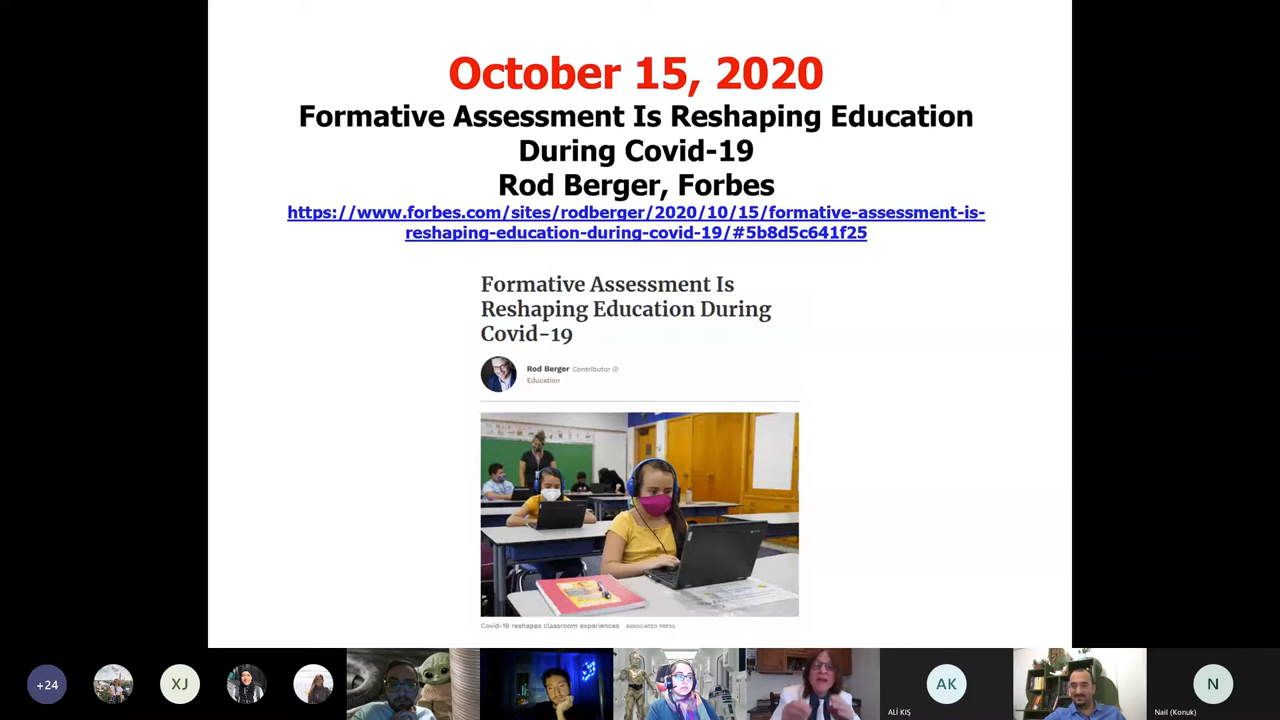 October 15, 2020
Formative Assessment Is Reshaping Education
During Covid-19
Rod Berger, Forbes
https://www.forbes.com/sites/rodberger/2020/10/15/formative-assessment-is-
reshaping-education-during-covid-19/#5b8d5c641f25
Formative Assessment Is
Reshaping Education During
Covid-19
Rod Berger Contributor
Education
Covid-19 reshapes classroom experiences ASSOCIATED PRESS
+24
XJ
AK
N
ALİ KIŞ
Nail (Konuk)